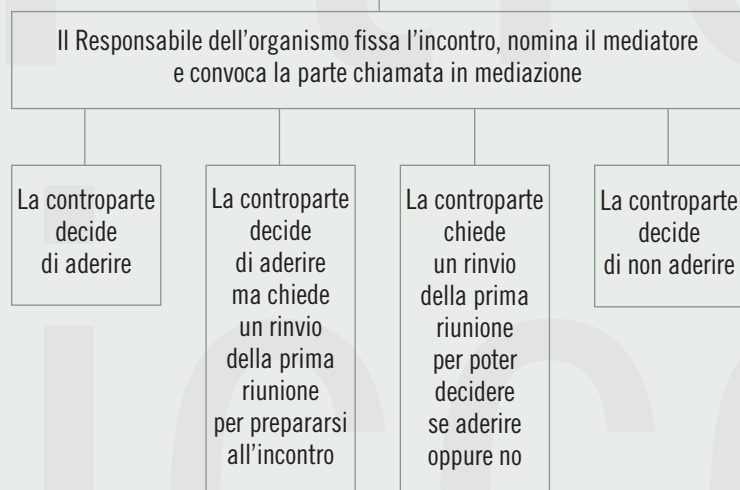 Il Responsabile dell’organismo fissa l’incontro, nomina il mediatore
e convoca la parte chiamata in mediazione
La controparte
decide
di aderire
La controparte
decide
di aderire
ma chiede
un rinvio
della prima
riunione
per prepararsi
all’incontro
La controparte
chiede
un rinvio
della prima
riunione
per poter
decidere
se aderire
oppure no
La controparte
decide
di non aderire